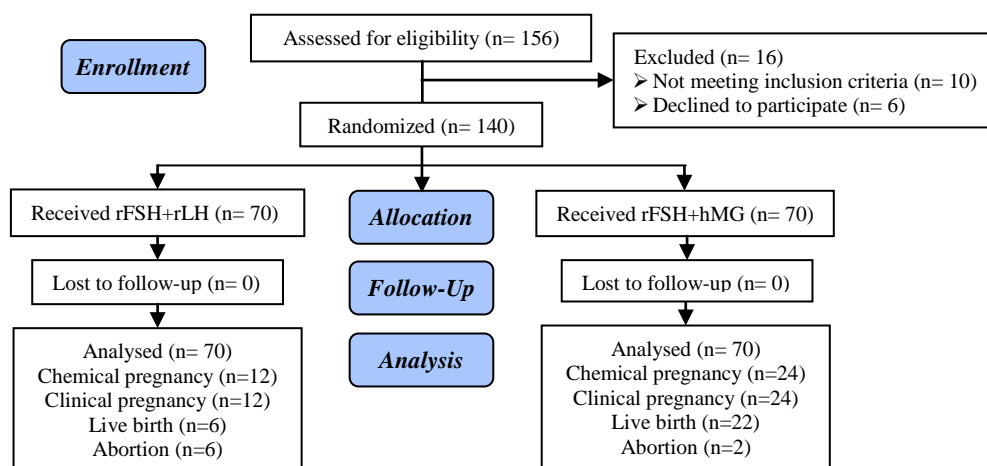 Assessed for eligibility (n= 156)
Enrollment
Excluded (n= 16)
➤ Not meeting inclusion criteria (n= 10)
➤ Declined to participate (n= 6)
Randomized (n= 140)
Received rFSH+rLH (n= 70)
Allocation
Received rFSH+hMG (n= 70)
Lost to follow-up (n= 0)
Follow-Up
Lost to follow-up (n= 0)
Analysed (n= 70)
Chemical pregnancy (n=12)
Clinical pregnancy (n=12)
Live birth (n=6)
Abortion (n=6)
Analysis
Analysed (n= 70)
Chemical pregnancy (n=24)
Clinical pregnancy (n=24)
Live birth (n=22)
Abortion (n=2)